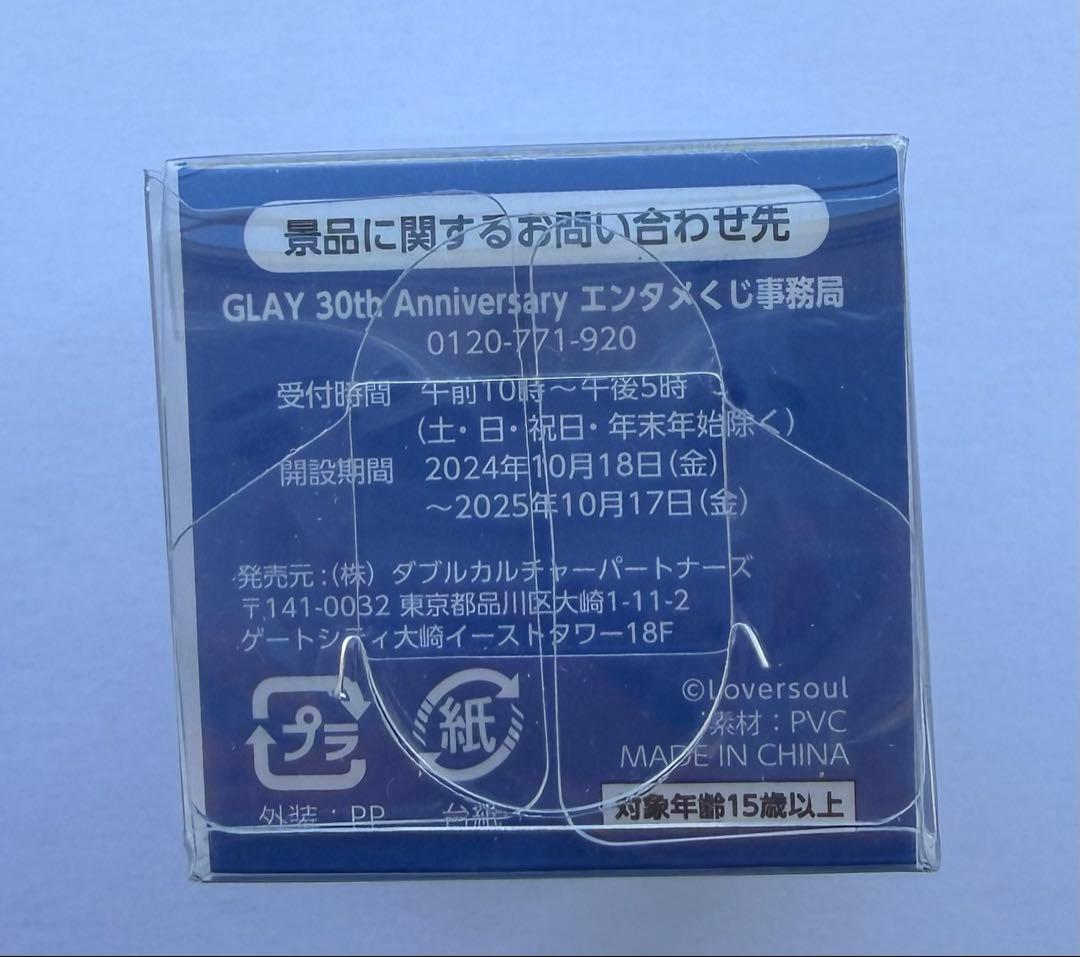 景品に関するお問い合わせ先
GLAY 30th Anniversary エンタメくじ事務局
0120-771-920
受付時間 午前10時～午後5時
(土・日・祝日・年末年始除く)
開設期間 2024年10月18日(金)
～2025年10月17日(金)
発売元:(株) ダブルカルチャーパートナーズ
〒141-0032 東京都品川区大崎1-11-2
ゲートシティ大崎イーストタワー18F
プラ
紙
外装:PP 台紙
©Loversoul
素材:PVC
MADE IN CHINA
対象年齢15歳以上